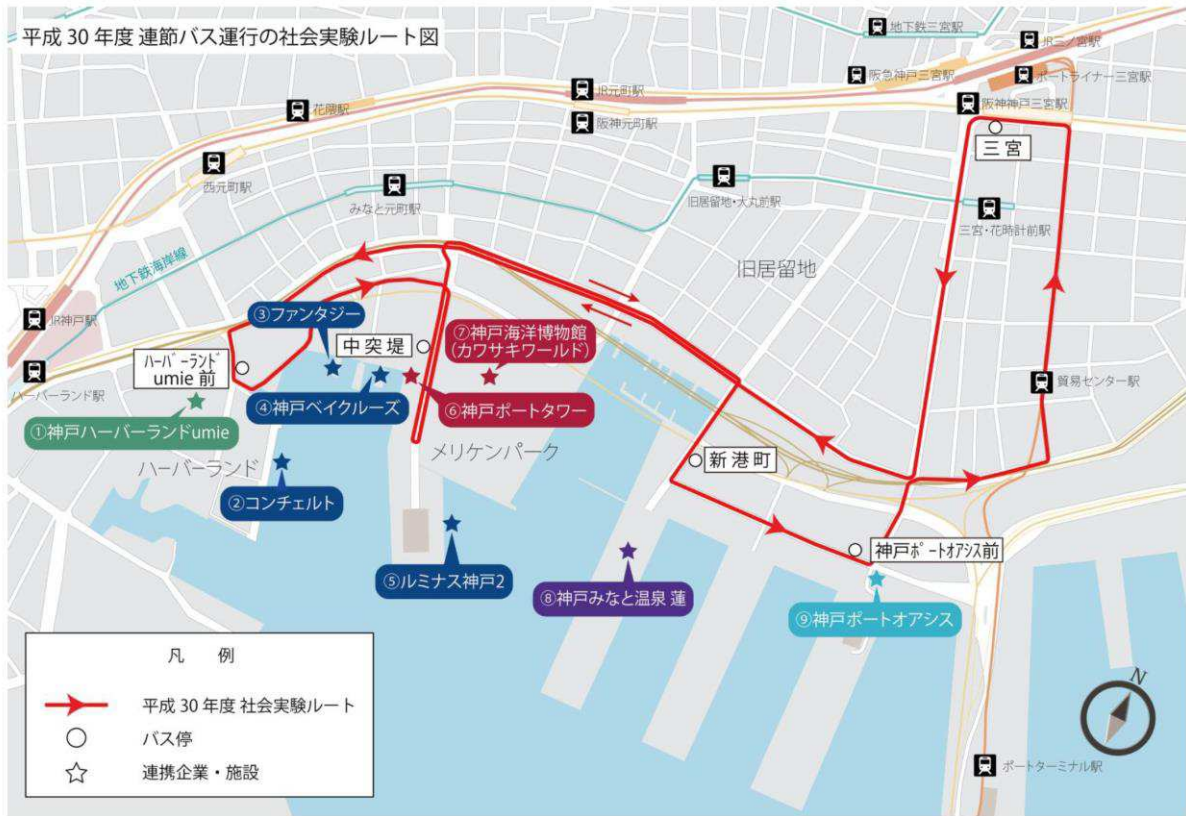 平成 30 年度 連節バス運行の社会実験ルート図
地下鉄三宮駅
JR三ノ宮駅
阪急神戸三宮駅
ポートライナー三宮駅
JR元町駅
阪神神戸三宮駅
花隈駅
阪神元町駅
三宮
西元町駅
みなと元町駅
旧居留地・大丸前駅
三宮・花時計前駅
地下鉄海岸線
旧居留地
JR神戸駅
③ファンタジー
中突堤
⑦神戸海洋博物館
(カワサキワールド)
ハーバーランド
umie 前
ハーバーランド駅
貿易センター駅
④神戸ベイクルーズ
⑥神戸ポートタワー
①神戸ハーバーランドumie
メリケンパーク
新港町
ハーバーランド
②コンチェルト
神戸ポートオアシス前
⑤ルミナス神戸2
⑧神戸みなと温泉 蓮
⑨神戸ポートオアシス
凡 例
平成 30 年度 社会実験ルート
バス停
連携企業・施設
N
ポートターミナル駅